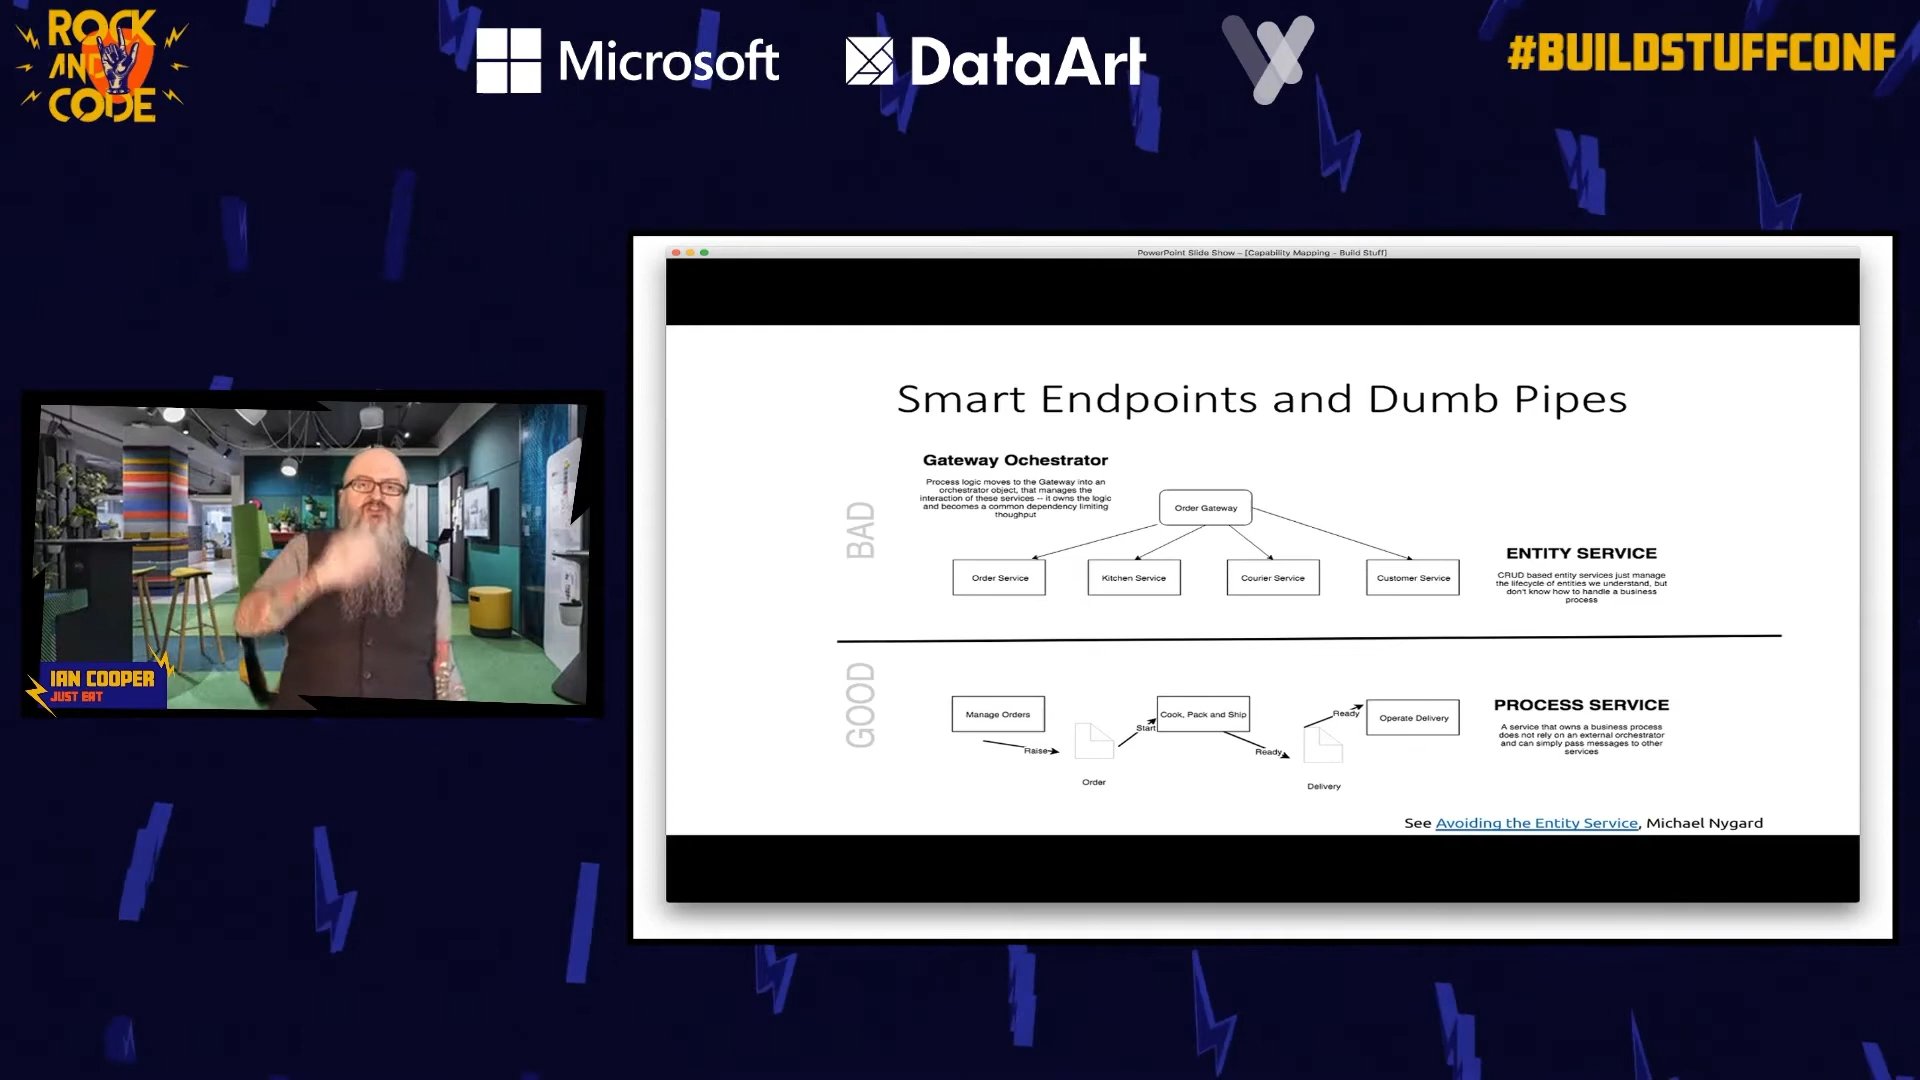 ROCK
AND
CODE
Microsoft
DataArt
#BUILDSTUFFCONF
PowerPoint Slide Show – [Capability Mapping - Build Stuff]
Smart Endpoints and Dumb Pipes
BAD
Gateway Ochestrator
Process logic moves to the Gateway into an
orchestrator object, that manages the
interaction of these services -- it owns the logic
and becomes a common dependency limiting
thoughput
Order Gateway
Order Service
Kitchen Service
Courier Service
Customer Service
ENTITY SERVICE
CRUD based entity services just manage
the lifecycle of entities we understand, but
don't know how to handle a business
process
GOOD
Manage Orders
Raise
Order
Start
Cook, Pack and Ship
Ready
Delivery
Ready
Operate Delivery
PROCESS SERVICE
A service that owns a business process
does not rely on an external orchestrator
and can simply pass messages to other
services
See Avoiding the Entity Service, Michael Nygard
IAN COOPER
JUST EAT